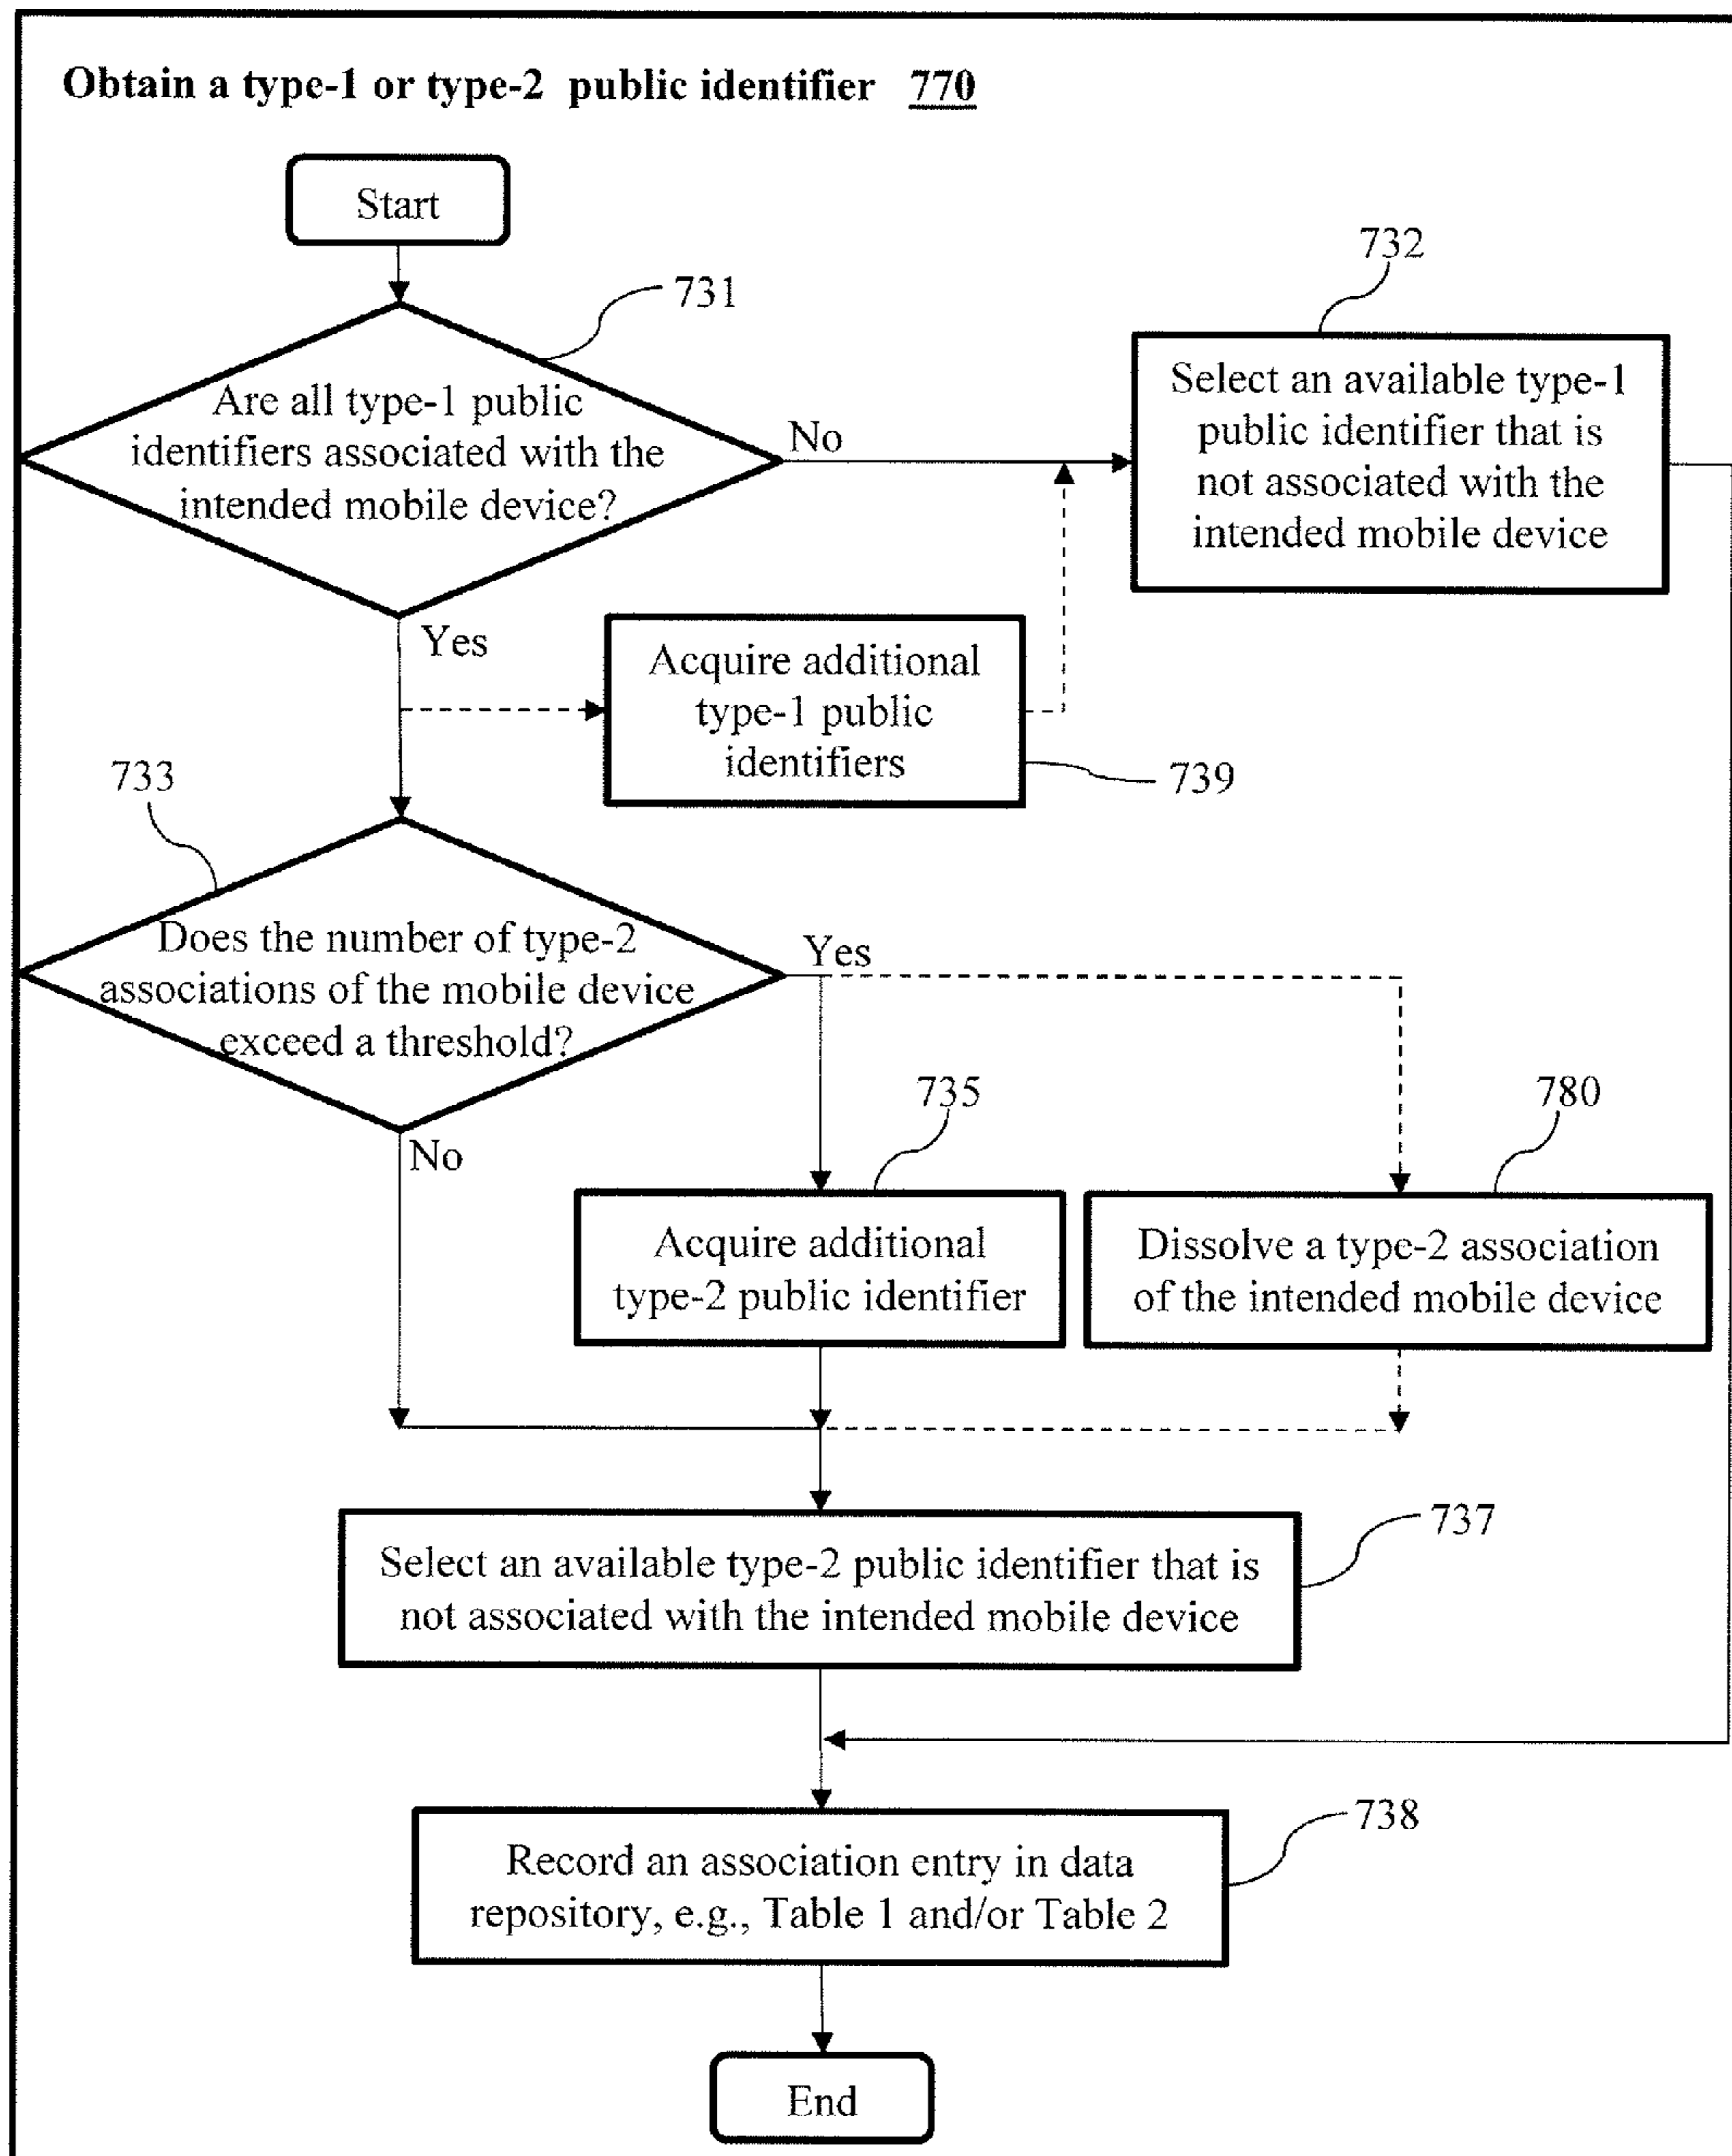 Obtain a type-1 or type-2 public identifier 770
Start
731
Are all type-1 public
identifiers associated with the
intended mobile device?
No
Yes
732
Select an available type-1
public identifier that is
not associated with the
intended mobile device
Acquire additional
type-1 public
identifiers
739
733
Does the number of type-2
associations of the mobile device
exceed a threshold?
Yes
No
735
Acquire additional
type-2 public identifier
780
Dissolve a type-2 association
of the intended mobile device
737
Select an available type-2 public identifier that is
not associated with the intended mobile device
738
Record an association entry in data
repository, e.g., Table 1 and/or Table 2
End